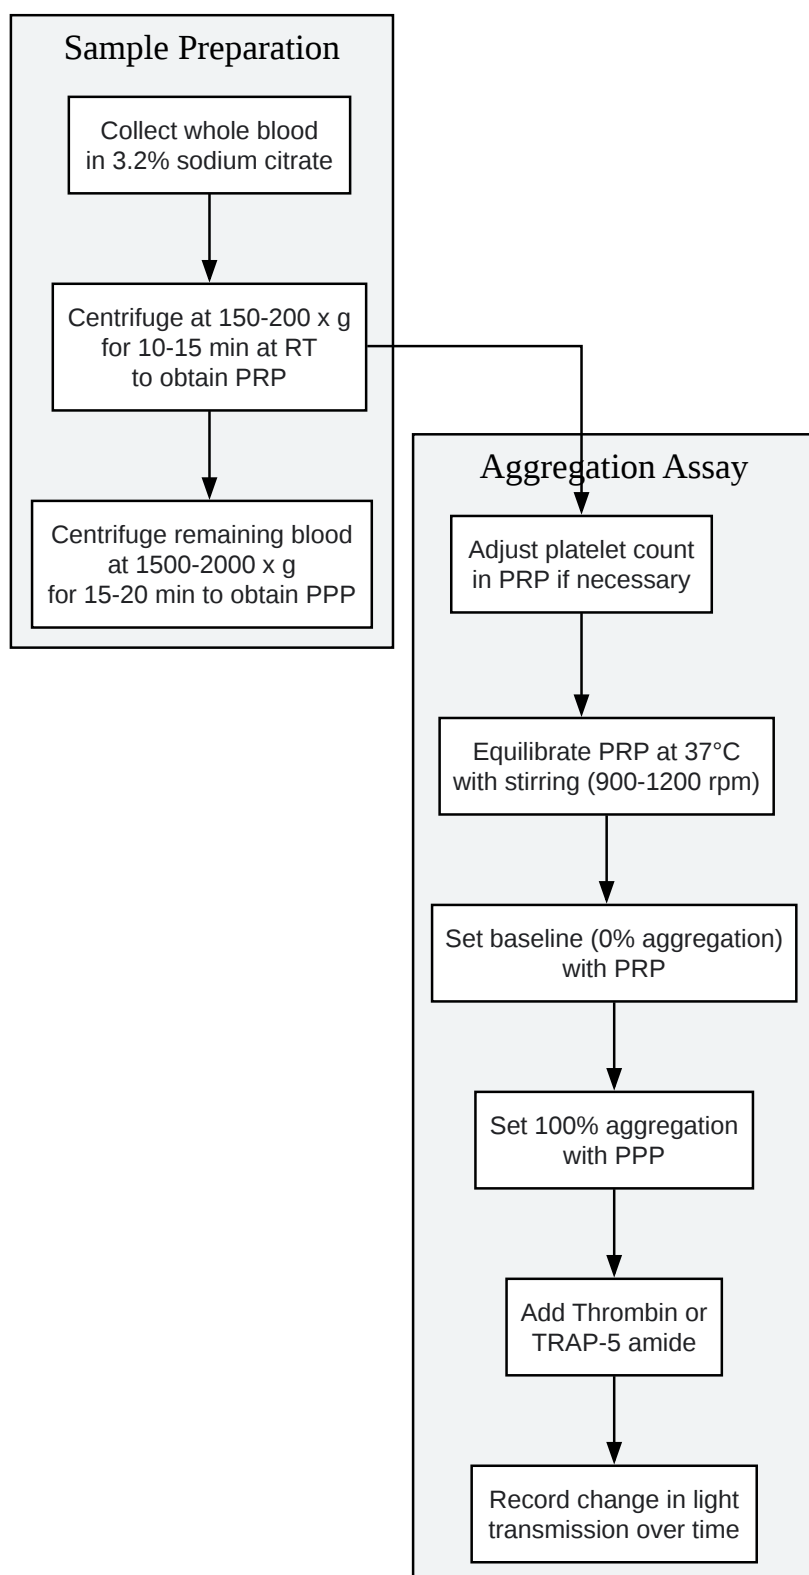 Sample Preparation
Collect whole blood
in 3.2% sodium citrate
Centrifuge at 150-200 x g
for 10-15 min at RT
to obtain PRP
Centrifuge remaining blood
at 1500-2000 x g
for 15-20 min to obtain PPP
Aggregation Assay
Adjust platelet count
in PRP if necessary
Equilibrate PRP at 37°C
with stirring (900-1200 rpm)
Set baseline (0% aggregation)
with PRP
Set 100% aggregation
with PPP
Add Thrombin or
TRAP-5 amide
Record change in light
transmission over time